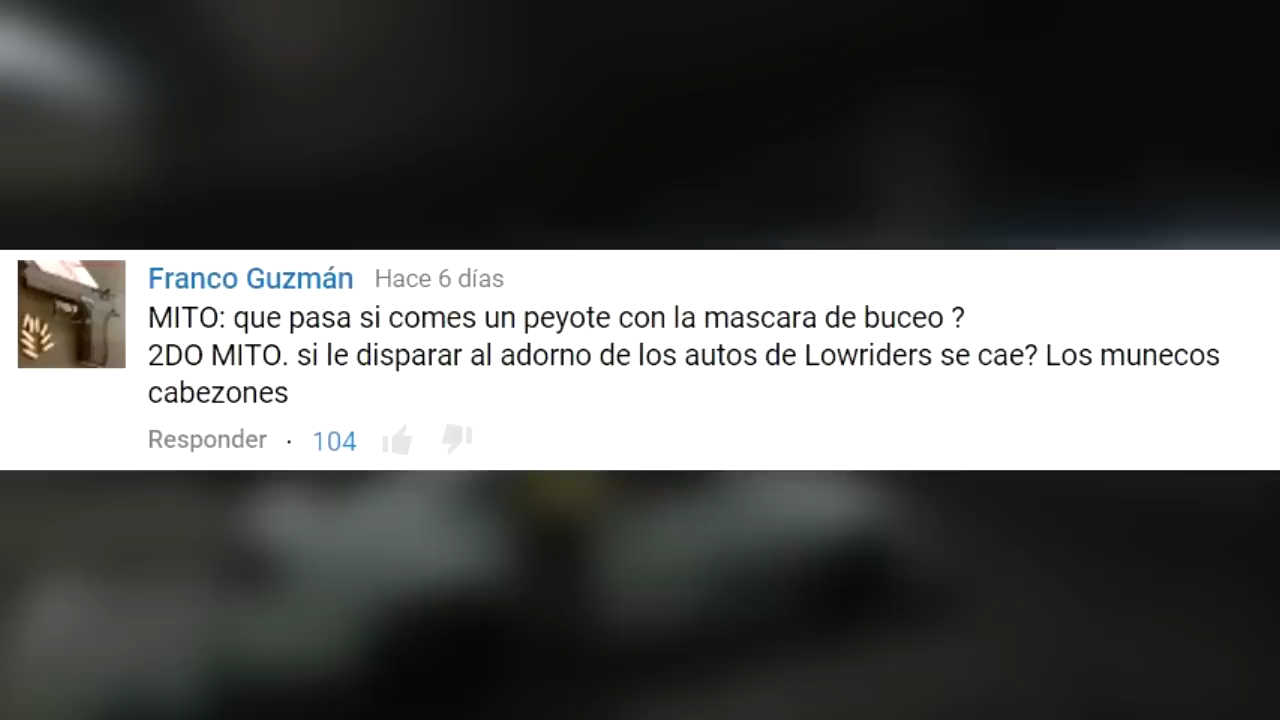 Franco Guzmán Hace 6 días
MITO: que pasa si comes un peyote con la mascara de buceo ?
2DO MITO. si le disparar al adorno de los autos de Lowriders se cae? Los munecos
cabezones
Responder · 104